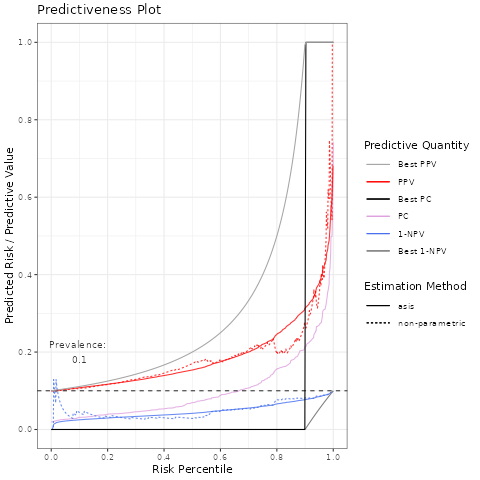 Predictiveness Plot
Predicted Risk / Predictive Value
1.0
0.8
0.6
0.4
0.2
0.0
Prevalence:
0.1
0.0 0.2 0.4 0.6 0.8 1.0
Risk Percentile
Predictive Quantity
Best PPV
PPV
Best PC
PC
1-NPV
Best 1-NPV
Estimation Method
asis
non-parametric